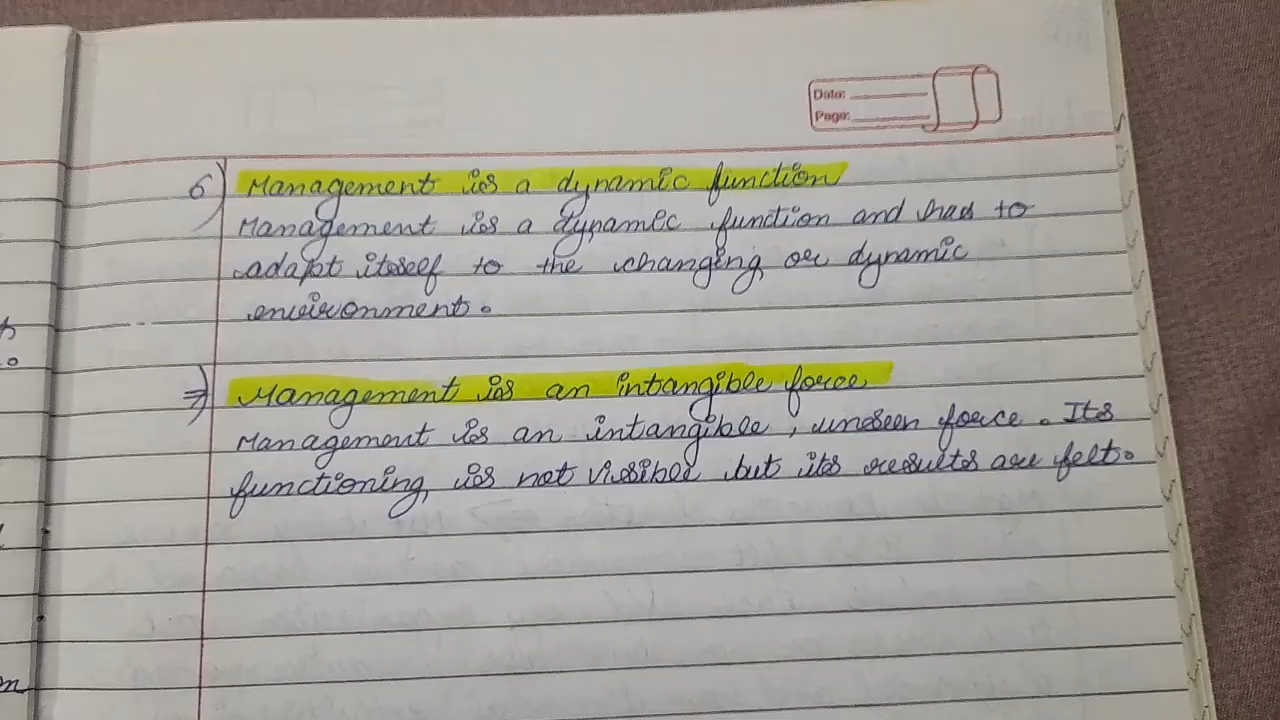 Date:
Page:
6) Management is a dynamic function
Management is a dynamic function and has to
adapt itself to the changing or dynamic
environment.
7) Management is an intangible force
Management is an intangible, unseen force. Its
functioning is not visible but its results are felt.